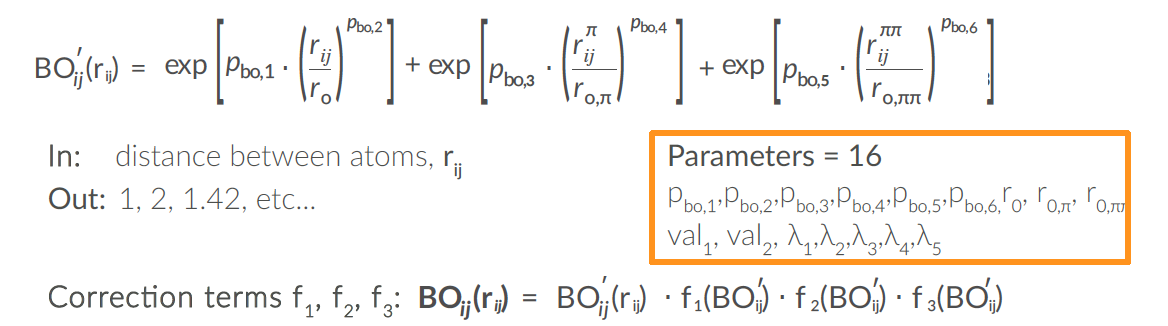 BO′ij(rij) = exp[pbo,1 · (rij/ro)^pbo,2] + exp[pbo,3 · (r^π ij/ro,π)^pbo,4] + exp[pbo,5 · (r^ππ ij/ro,ππ)^pbo,6]
In: distance between atoms, rij
Out: 1, 2, 1.42, etc...
Parameters = 16
pbo,1,pbo,2,pbo,3,pbo,4,pbo,5,pbo,6,r0, r0,π, r0,ππ
val1, val2, λ1,λ2,λ3,λ4,λ5
Correction terms f1, f2, f3: BOij(rij) = BO′ij(rij) · f1(BO′ij) · f2(BO′ij) · f3(BO′ij)